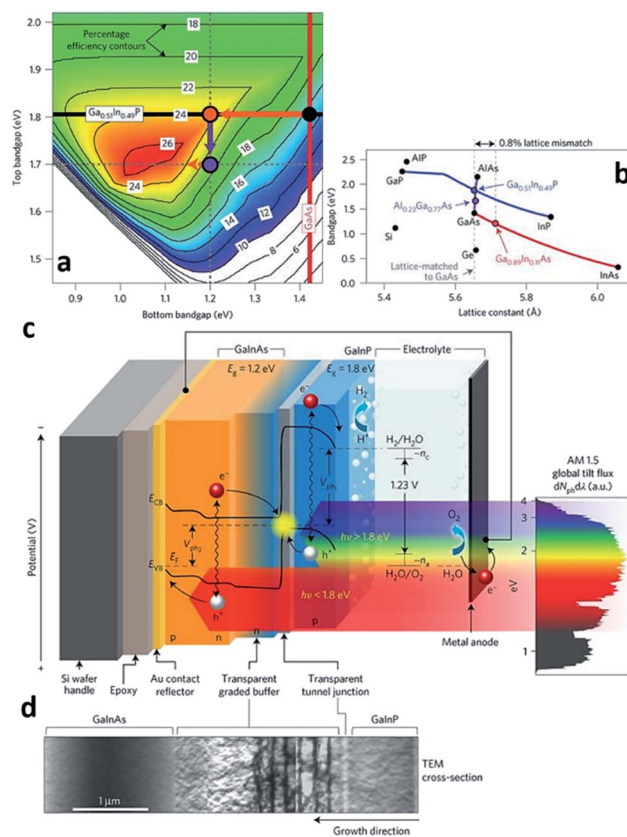 a
Percentage
efficiency contours
18
20
22
24
26
24
18
16
14
12
10
8
6
Ga0.51In0.49P
GaAs
2.0
1.9
1.8
1.7
1.6
1.5
Top bandgap (eV)
0.9 1.0 1.1 1.2 1.3 1.4
Bottom bandgap (eV)
b
0.8% lattice mismatch
2.5
2.0
1.5
1.0
0.5
0.0
Bandgap (eV)
AlP
GaP
AlAs
Ga0.51In0.49P
Al0.23Ga0.77As
GaAs
InP
Si
Ge
Ga0.89In0.11As
Lattice-matched
to GaAs
InAs
5.4 5.6 5.8 6.0
Lattice constant (Å)
c
GaInAs
GaInP
Electrolyte
Eg = 1.2 eV
Eg = 1.8 eV
e−
H2
H+
H2/H2O
~nc
AM 1.5
global tilt flux
dNph dλ (a.u.)
Vph1
1.23 V
e−
ECB
Vph2
EF
EVB
h+
h+
hν > 1.8 eV
hν < 1.8 eV
O2
~na
H2O/O2
H2O
e−
4
3
2
1
eV
Potential (V)
−
+
p
n
n
p
Metal anode
Si wafer
handle
Epoxy
Au contact
reflector
Transparent
graded buffer
Transparent
tunnel junction
d
GaInAs
GaInP
1 μm
TEM
cross-section
Growth direction